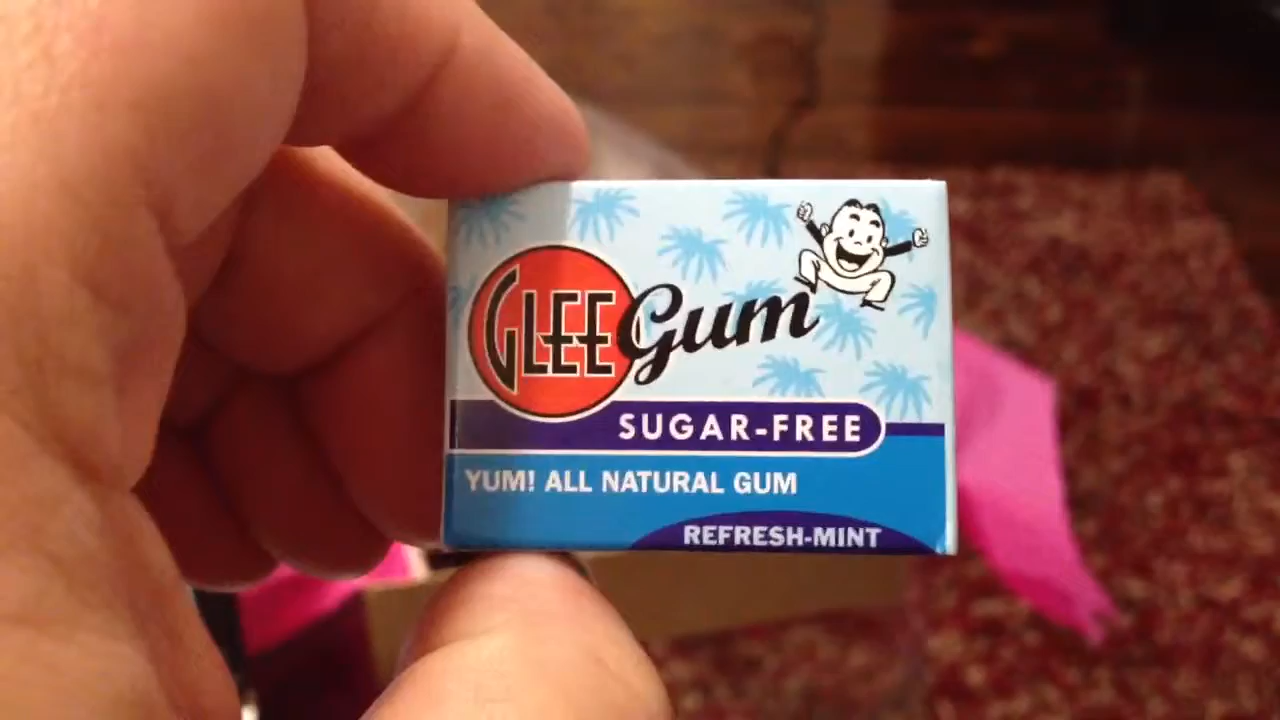 GLEE Gum
SUGAR-FREE
YUM! ALL NATURAL GUM
REFRESH-MINT